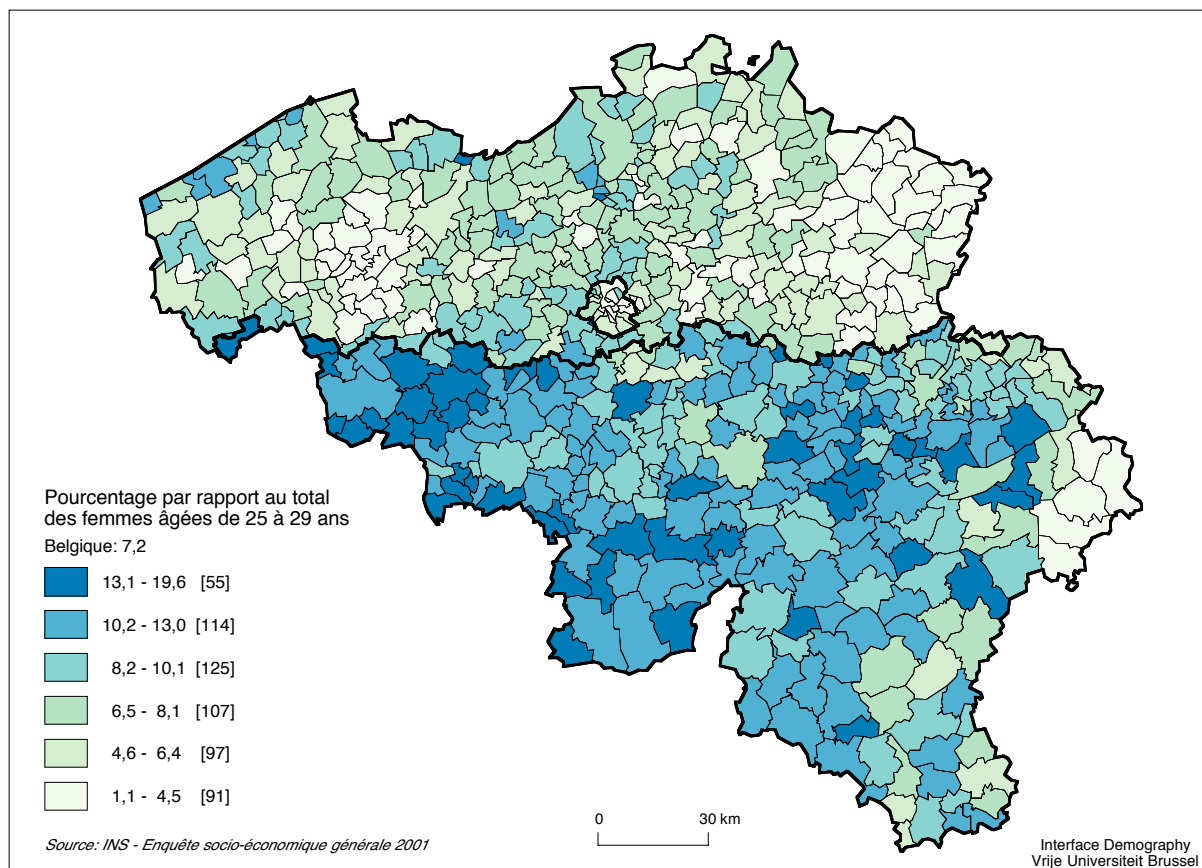 Pourcentage par rapport au total
des femmes âgées de 25 à 29 ans
Belgique: 7,2
13,1 - 19,6 [55]
10,2 - 13,0 [114]
8,2 - 10,1 [125]
6,5 - 8,1 [107]
4,6 - 6,4 [97]
1,1 - 4,5 [91]
0 30 km
Source: INS - Enquête socio-économique générale 2001
Interface Demography
Vrije Universiteit Brussel